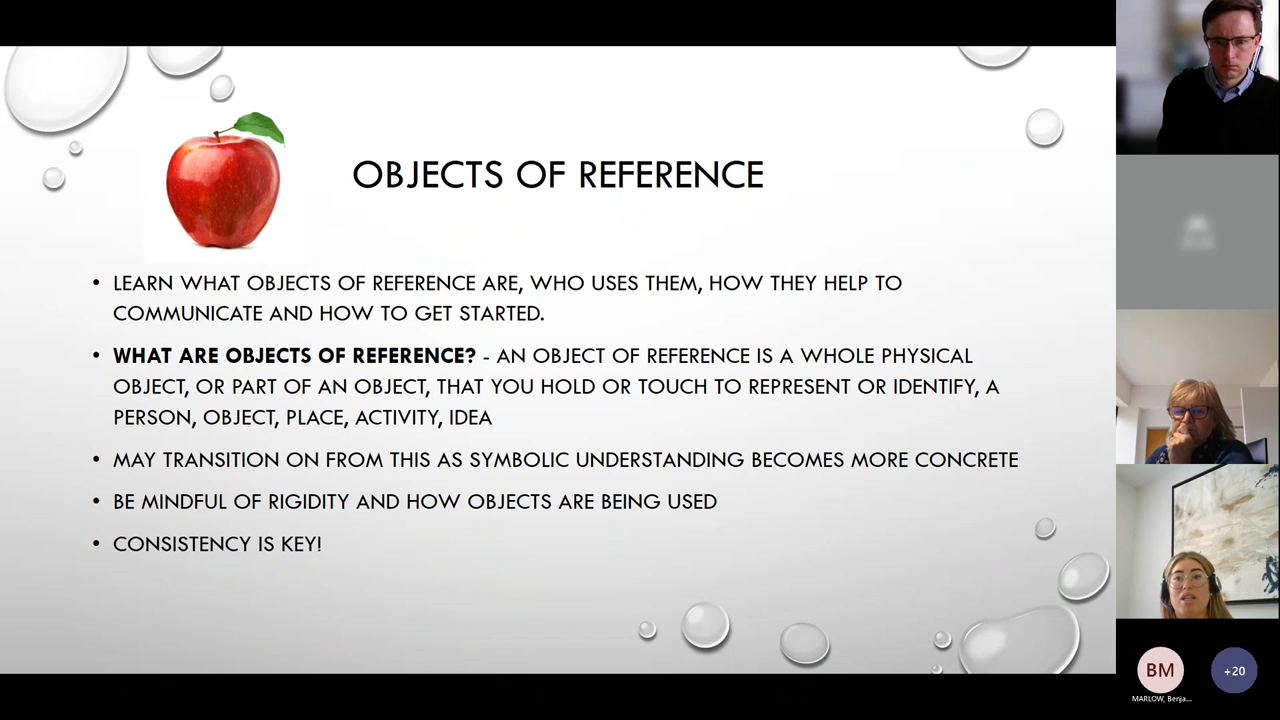 OBJECTS OF REFERENCE
• LEARN WHAT OBJECTS OF REFERENCE ARE, WHO USES THEM, HOW THEY HELP TO
COMMUNICATE AND HOW TO GET STARTED.
• WHAT ARE OBJECTS OF REFERENCE? - AN OBJECT OF REFERENCE IS A WHOLE PHYSICAL
OBJECT, OR PART OF AN OBJECT, THAT YOU HOLD OR TOUCH TO REPRESENT OR IDENTIFY, A
PERSON, OBJECT, PLACE, ACTIVITY, IDEA
• MAY TRANSITION ON FROM THIS AS SYMBOLIC UNDERSTANDING BECOMES MORE CONCRETE
• BE MINDFUL OF RIGIDITY AND HOW OBJECTS ARE BEING USED
• CONSISTENCY IS KEY!
BM
+20
MARLOW, Benja...